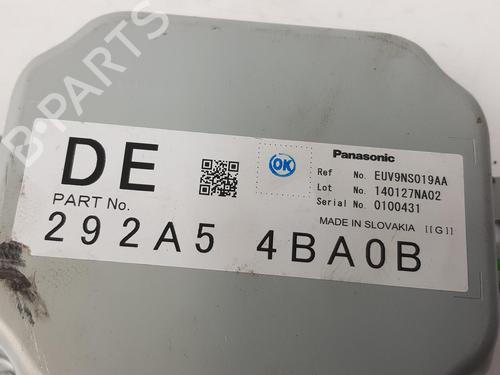 DE
OK
Panasonic
Ref No. EUV9NS019AA
Lot No. 140127NA02
Serial No. 0100431
PART No.
MADE IN SLOVAKIA [[G]]
292A5 4BA0B
B-PARTS